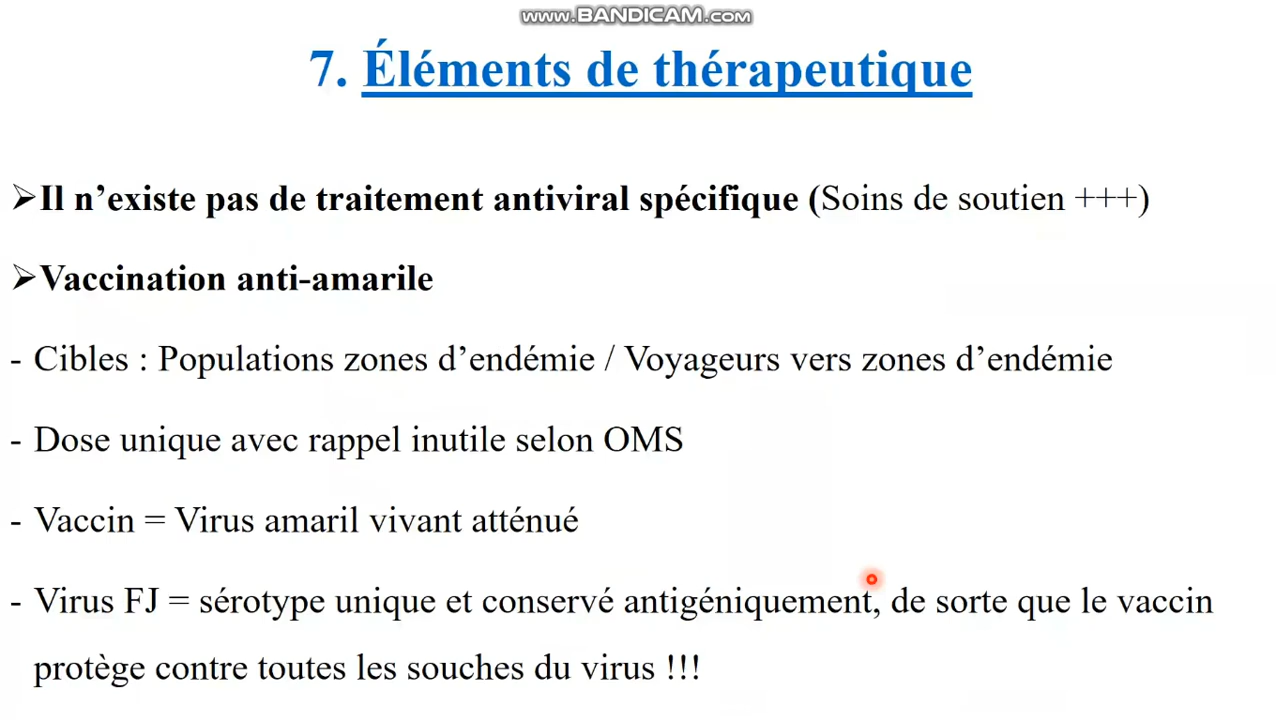 www.BANDICAM.com
7. Éléments de thérapeutique
➢Il n’existe pas de traitement antiviral spécifique (Soins de soutien +++)
➢Vaccination anti-amarile
- Cibles : Populations zones d’endémie / Voyageurs vers zones d’endémie
- Dose unique avec rappel inutile selon OMS
- Vaccin = Virus amaril vivant atténué
- Virus FJ = sérotype unique et conservé antigéniquement, de sorte que le vaccin
protège contre toutes les souches du virus !!!